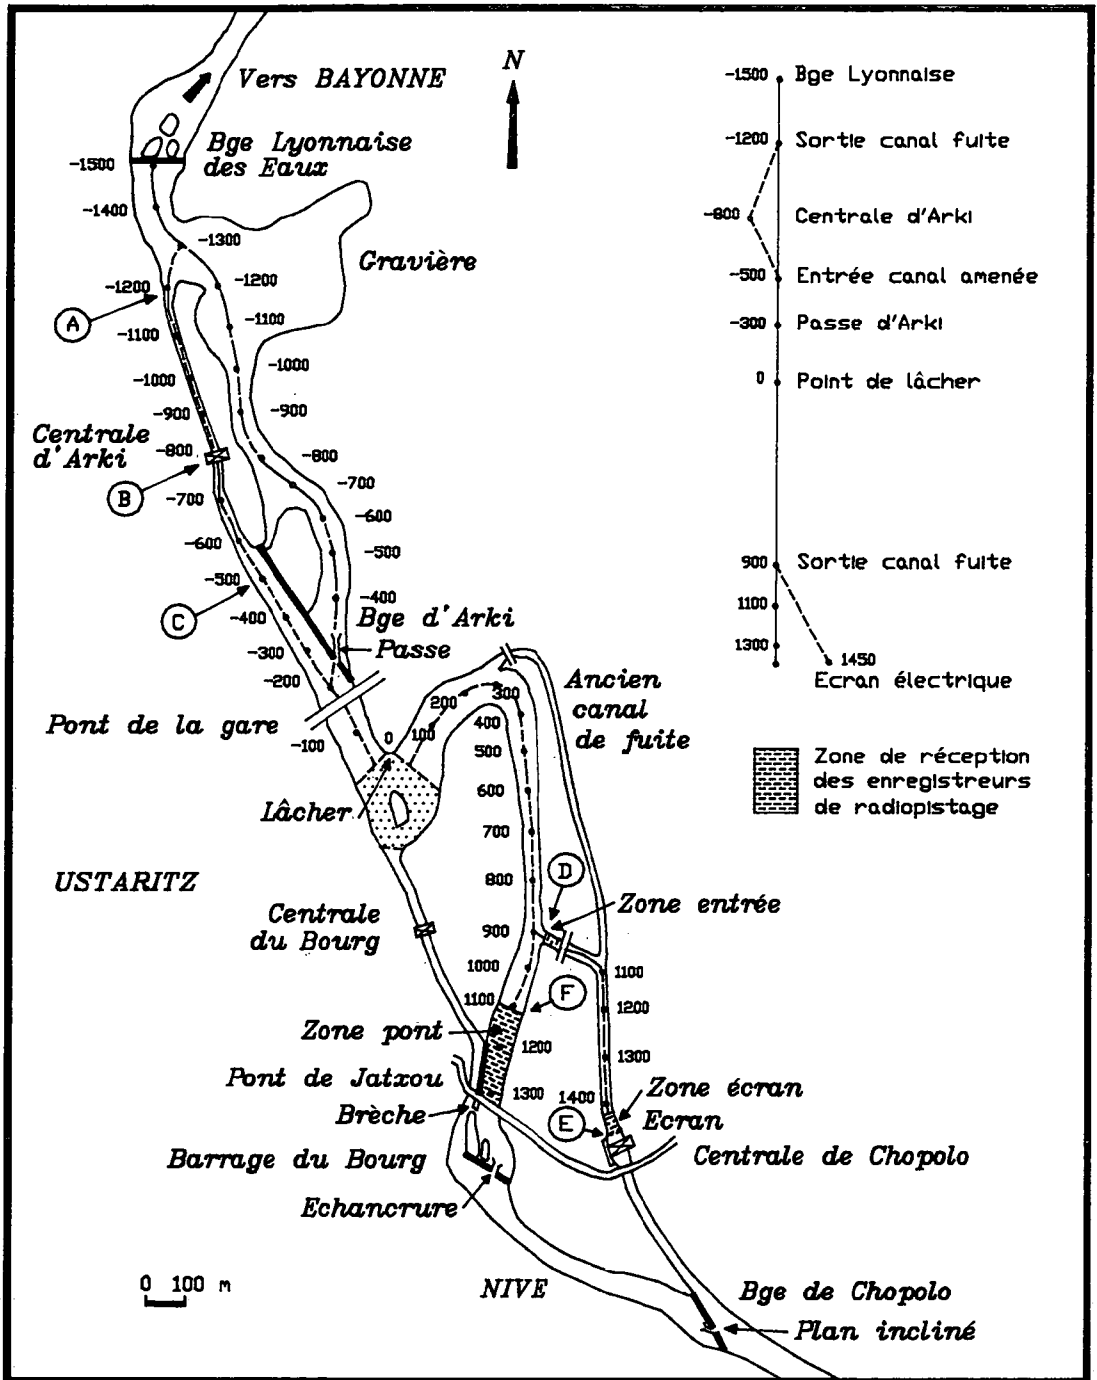 Vers BAYONNE
N
Bge Lyonnaise
des Eaux
-1500
-1400
-1300
Gravière
-1200
-1200
A
-1100
-1100
-1000
-1000
-900
-900
Centrale
d'Arki
-800
-800
B
-700
-700
-600
-600
-500
-500
C
-400
-400
Bge d'Arki
Passe
-300
-200
Pont de la gare
-100
0
Lâcher
100
200
300
400
500
600
700
800
900
1000
1100
Ancien
canal
de fuite
USTARITZ
Centrale
du Bourg
D
Zone entrée
F
1100
1200
1300
1400
Zone pont
1200
1300
Pont de Jatxou
Brèche
Zone écran
Ecran
E
Barrage du Bourg
Centrale de Chopolo
Echancrure
0 100 m
NIVE
Bge de Chopolo
Plan incliné
-1500 Bge Lyonnaise
-1200 Sortie canal fuite
-800 Centrale d'Arki
-500 Entrée canal amenée
-300 Passe d'Arki
0 Point de lâcher
900 Sortie canal fuite
1100
1300
1450
Ecran électrique
Zone de réception
des enregistreurs
de radiopistage